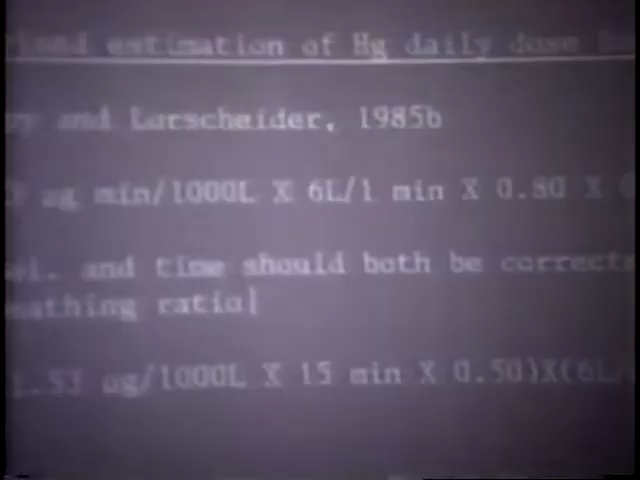 estimation of Hg daily dose
and Lorscheider, 1985b
ug min/1000L X 6L/1 min X 0.80 X
and time should both be
ratio]
ug/1000L X 15 min X 0.50)X(6L/